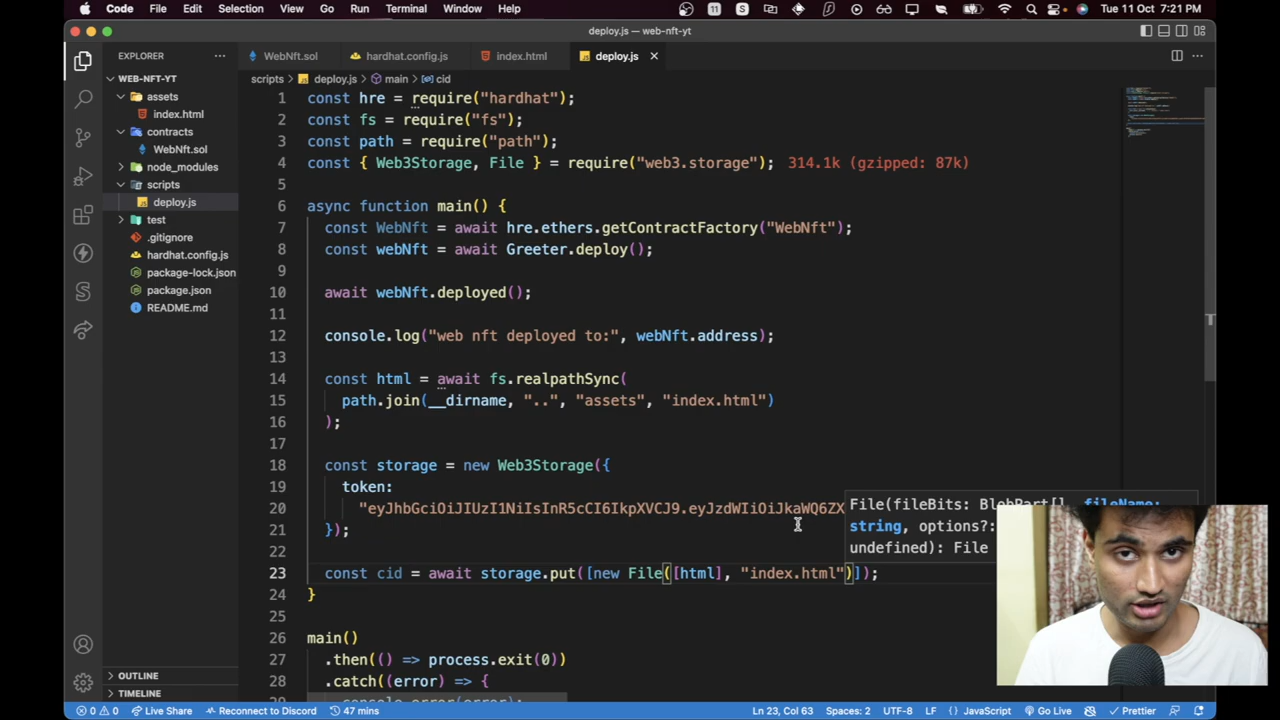 Code File Edit Selection View Go Run Terminal Window Help 11 S Tue 11 Oct 7:21 PM
deploy.js — web-nft-yt
EXPLORER
WebNft.sol hardhat.config.js index.html deploy.js
WEB-NFT-YT
scripts deploy.js main cid
assets
index.html
contracts
WebNft.sol
node_modules
scripts
deploy.js
test
.gitignore
hardhat.config.js
package-lock.json
package.json
README.md
OUTLINE
TIMELINE
1 const hre = require("hardhat");
2 const fs = require("fs");
3 const path = require("path");
4 const { Web3Storage, File } = require("web3.storage"); 314.1k (gzipped: 87k)
5
6 async function main() {
7 const WebNft = await hre.ethers.getContractFactory("WebNft");
8 const webNft = await Greeter.deploy();
9
10 await webNft.deployed();
11
12 console.log("web nft deployed to:", webNft.address);
13
14 const html = await fs.realpathSync(
15 path.join(__dirname, "..", "assets", "index.html")
16 );
17
18 const storage = new Web3Storage({
19 token:
20 "eyJhbGciOiJIUzI1NiIsInR5cCI6IkpXVCJ9.eyJzdWIiOiJkaWQ6ZX
21 });
22
23 const cid = await storage.put([new File([html], "index.html")]);
24 }
25
26 main()
27 .then(() => process.exit(0))
28 .catch((error) => {
29 console.error(error);
File(fileBits: BlobPart[], fileName:
string, options?:
undefined): File
0 0 Live Share Reconnect to Discord 47 mins Ln 23, Col 63 Spaces: 2 UTF-8 LF JavaScript Go Live Prettier